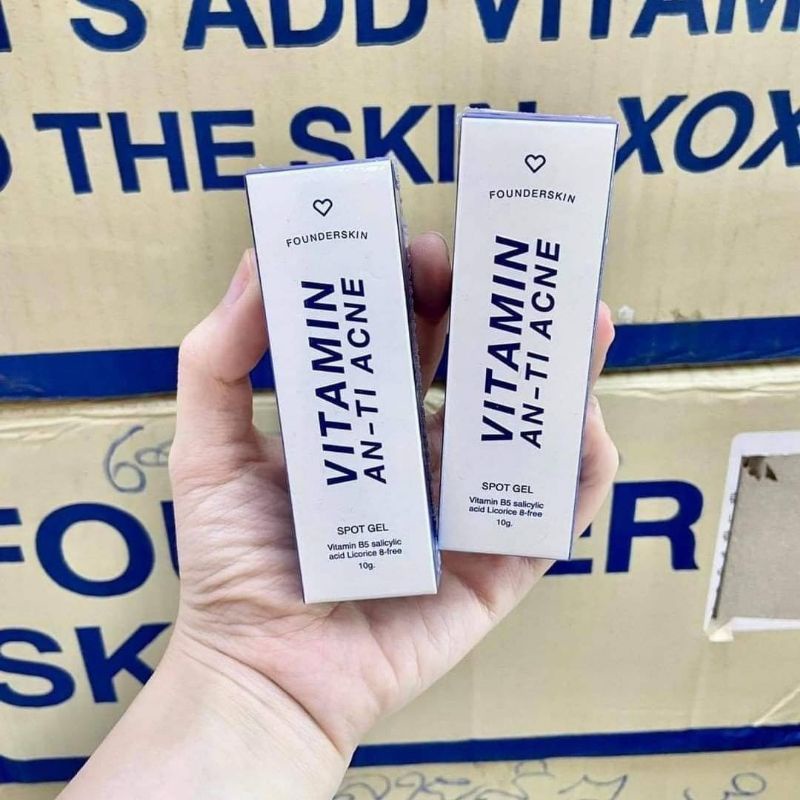 'S ADD VITAM
THE SKIN XOX
FOUNDERSKIN
VITAMIN
AN-TI ACNE
SPOT GEL
Vitamin B5 salicylic
acid Licorice 8-free
10g.
FOUNDERSKIN
VITAMIN
AN-TI ACNE
SPOT GEL
Vitamin B5 salicylic
acid Licorice 8-free
10g.
FOU ER
SK